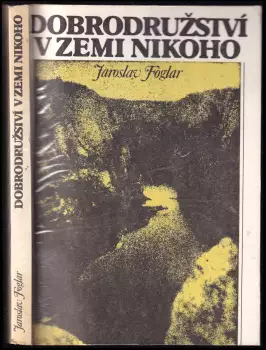 DOBRODRUŽSTVÍ
V ZEMI NIKOHO
Jaroslav Foglar
DOBRODRUŽSTVÍ V ZEMI NIKOHO
Jaroslav Foglar